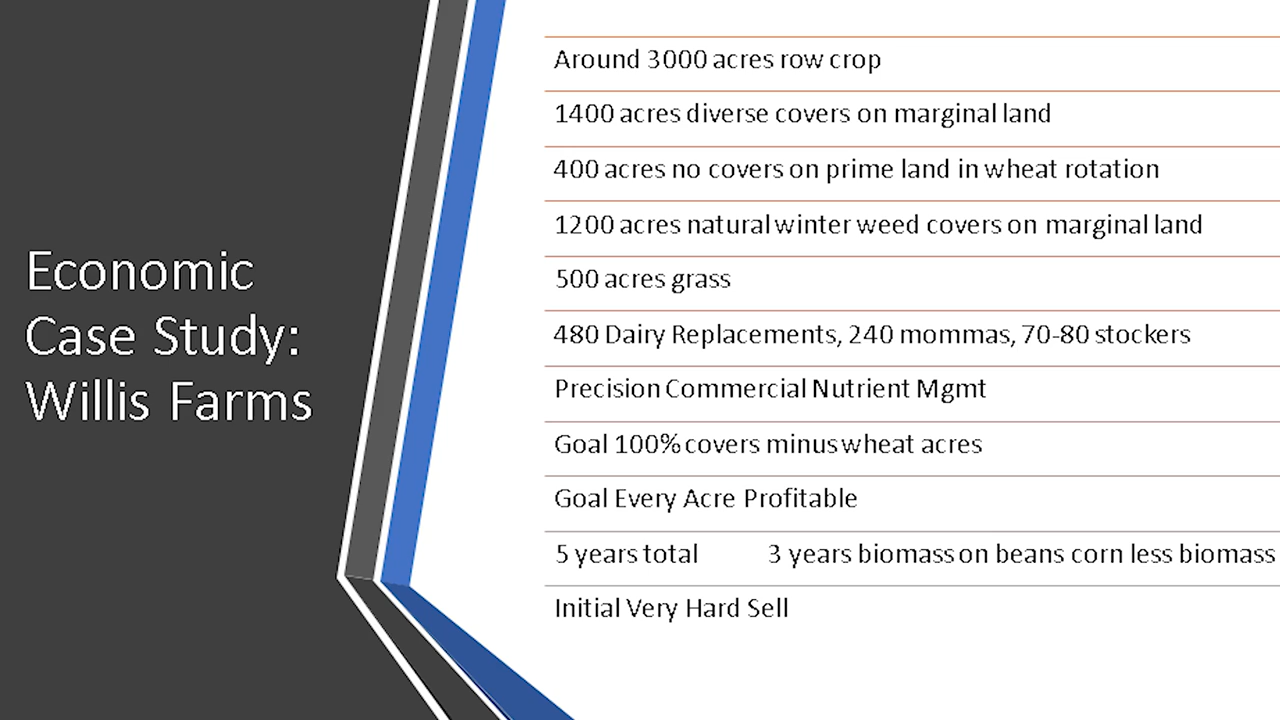 Economic
Case Study:
Willis Farms
Around 3000 acres row crop
1400 acres diverse covers on marginal land
400 acres no covers on prime land in wheat rotation
1200 acres natural winter weed covers on marginal land
500 acres grass
480 Dairy Replacements, 240 mommas, 70-80 stockers
Precision Commercial Nutrient Mgmt
Goal 100% covers minus wheat acres
Goal Every Acre Profitable
5 years total 3 years biomass on beans corn less biomass
Initial Very Hard Sell